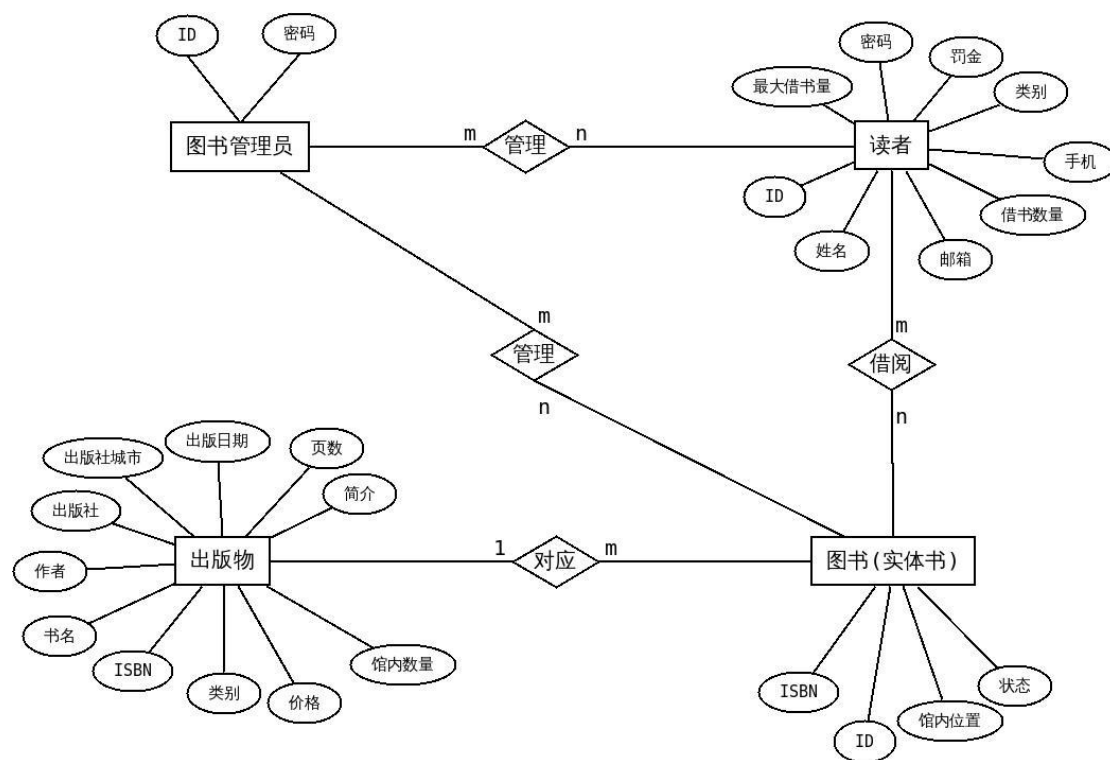 ID
密码
图书管理员
m
管理
n
密码
罚金
最大借书量
类别
读者
手机
ID
借书数量
姓名
邮箱
m
管理
n
m
借阅
n
出版日期
页数
出版社城市
简介
出版社
出版物
1
对应
m
图书(实体书)
作者
书名
ISBN
类别
价格
馆内数量
ISBN
ID
馆内位置
状态